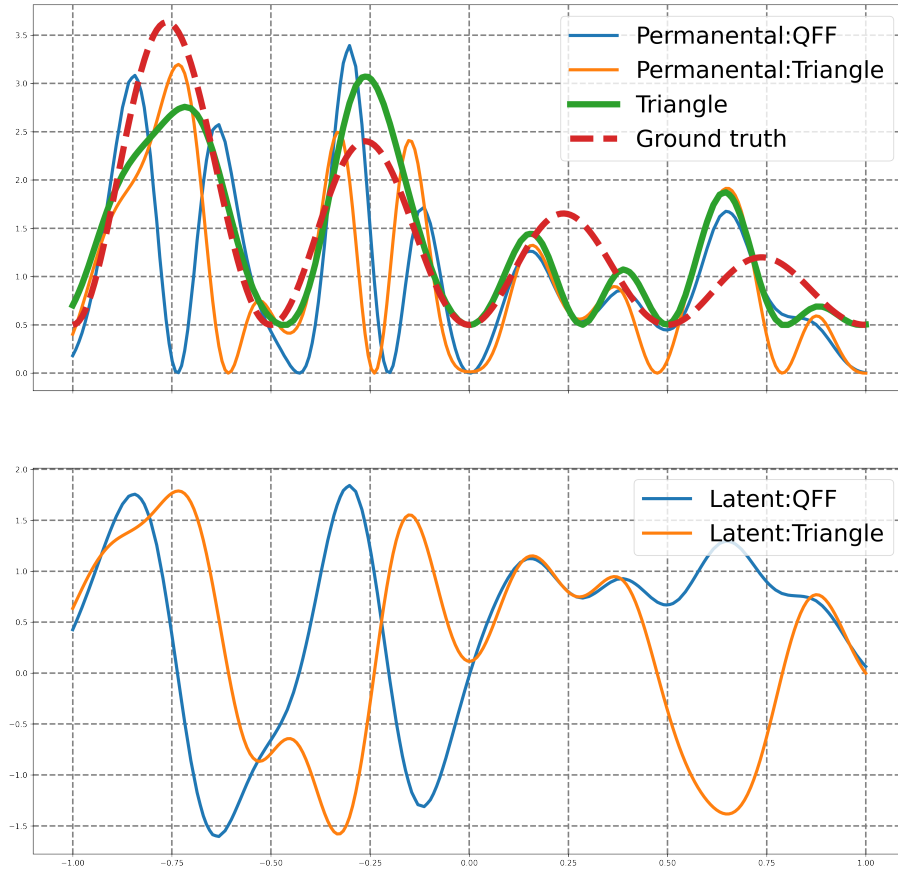 3.5
3.0
2.5
2.0
1.5
1.0
0.5
0.0
Permanental:QFF
Permanental:Triangle
Triangle
Ground truth
2.0
1.5
1.0
0.5
0.0
−0.5
−1.0
−1.5
Latent:QFF
Latent:Triangle
−1.00 −0.75 −0.50 −0.25 0.00 0.25 0.50 0.75 1.00